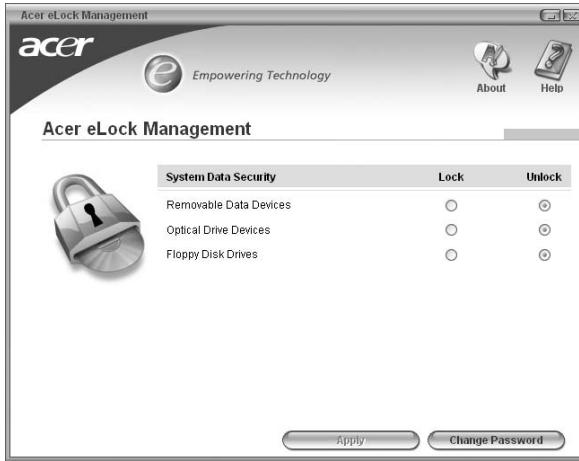 Acer eLock Management
acer
e Empowering Technology
About Help
Acer eLock Management
System Data Security Lock Unlock
Removable Data Devices
Optical Drive Devices
Floppy Disk Drives
Apply Change Password